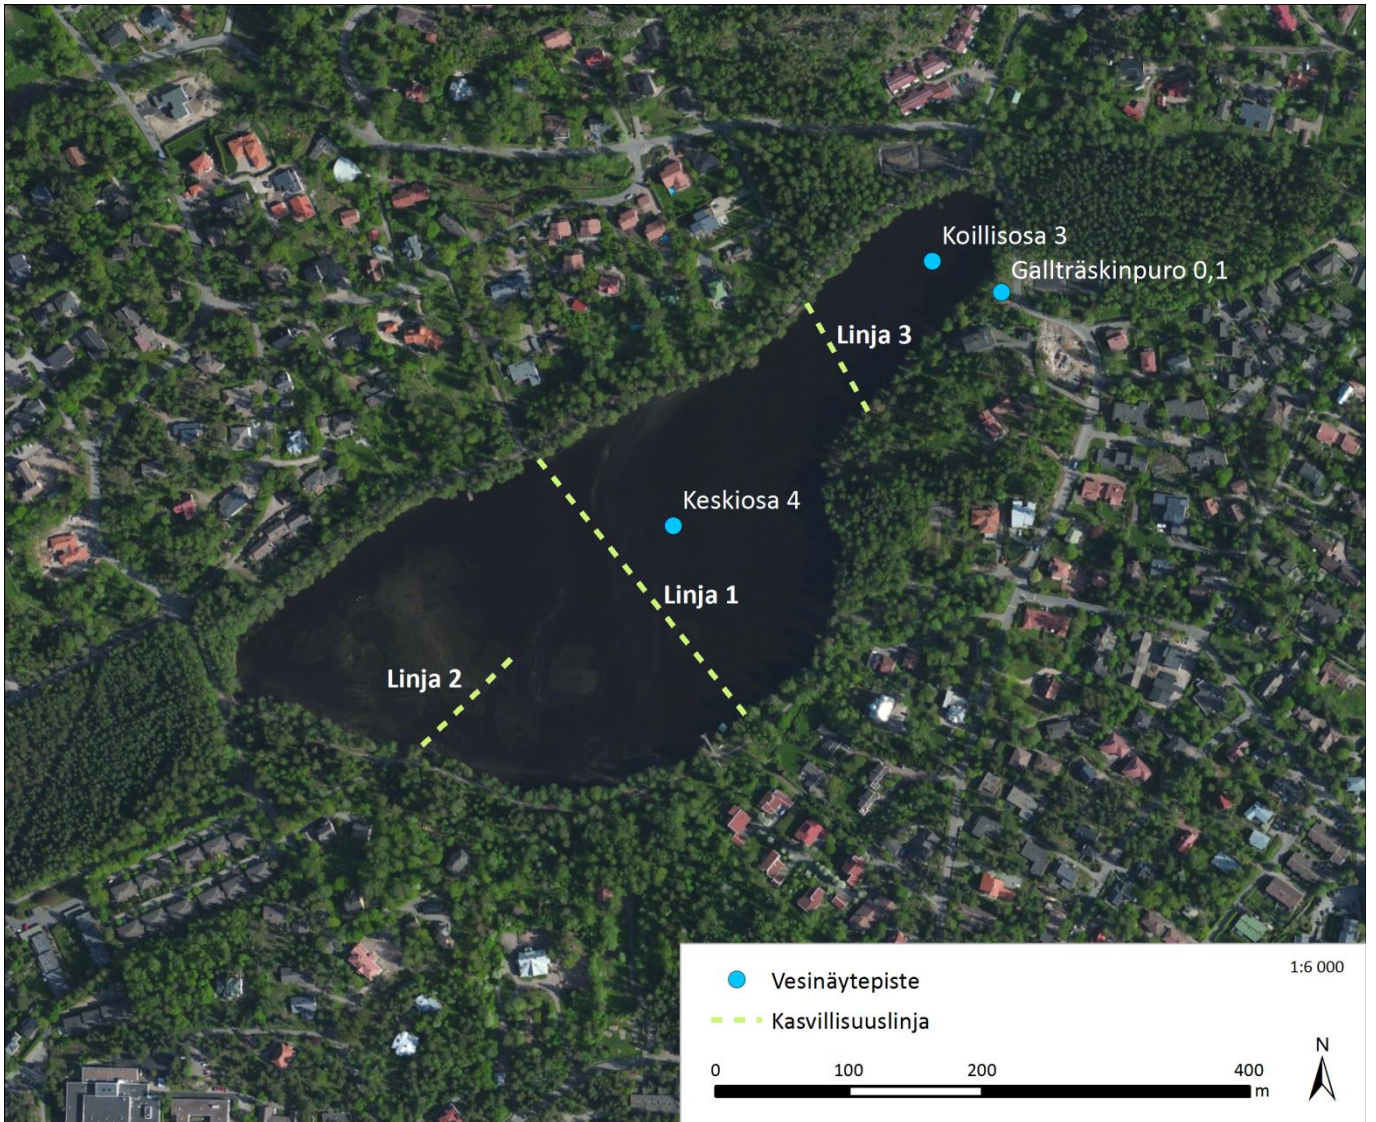 Koillisosa 3
Gallträskinpuro 0,1
Linja 3
Keskiosa 4
Linja 1
Linja 2
1:6 000
Vesinäytepiste
Kasvillisuuslinja
N
0 100 200 400
m